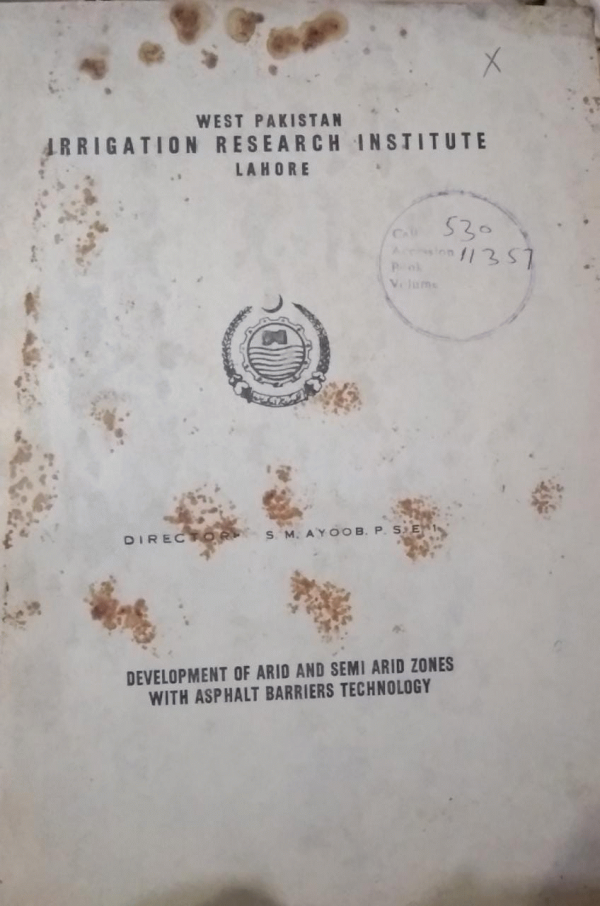 X
WEST PAKISTAN
IRRIGATION RESEARCH INSTITUTE
LAHORE
Call 530
Accession 11357
Book
Volume
DIRECTOR S. M. AYOOB. P. S. E. I
DEVELOPMENT OF ARID AND SEMI ARID ZONES
WITH ASPHALT BARRIERS TECHNOLOGY